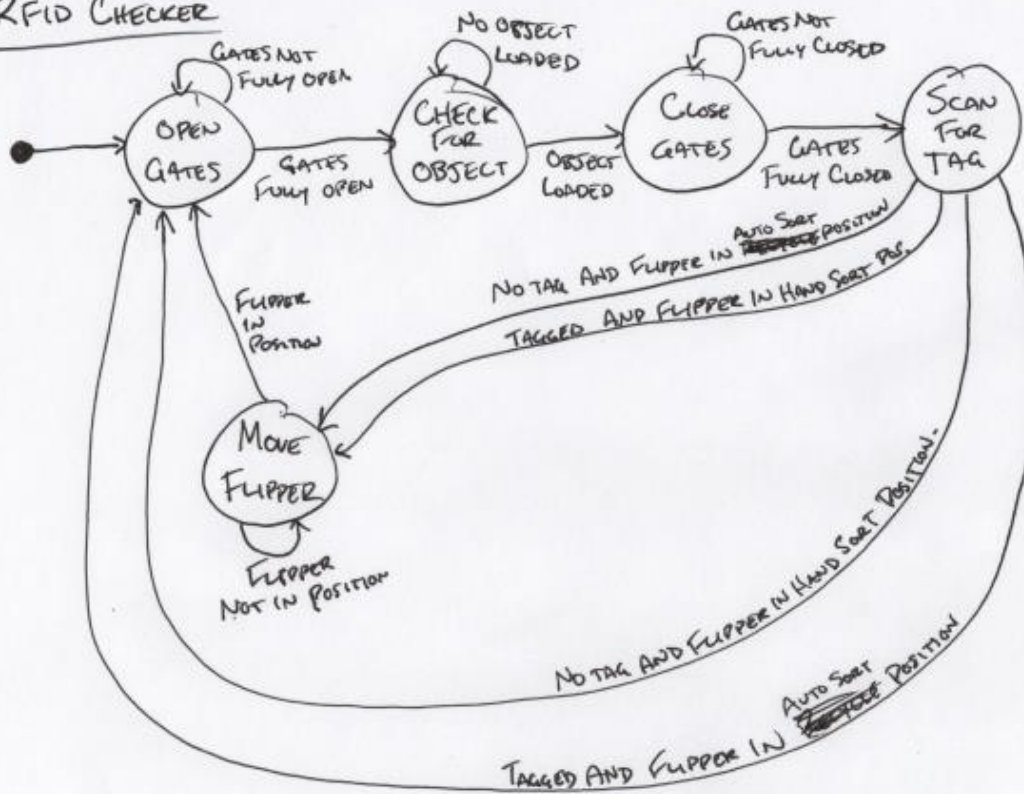 RFID CHECKER
GATES NOT
FULLY OPEN
NO OBJECT
LOADED
GATES NOT
FULLY CLOSED
OPEN
GATES
GATES
FULLY OPEN
CHECK
FOR
OBJECT
OBJECT
LOADED
CLOSE
GATES
GATES
FULLY CLOSED
SCAN
FOR
TAG
AUTO SORT
NO TAG AND FLIPPER IN RECYCLE POSITION
TAGGED AND FLIPPER IN HAND SORT POS.
FLIPPER
IN
POSITION
MOVE
FLIPPER
FLIPPER
NOT IN POSITION
NO TAG AND FLIPPER IN HAND SORT POSITION.
AUTO SORT
TAGGED AND FLIPPER IN RECYCLE POSITION